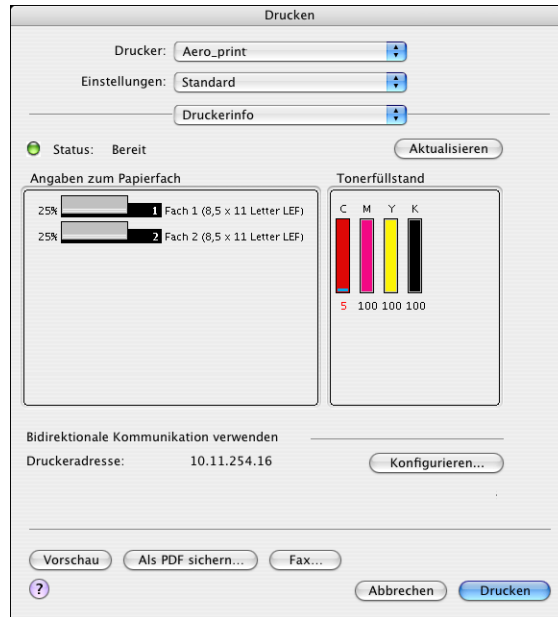 Drucken
Drucker: Aero_print
Einstellungen: Standard
Druckerinfo
Status: Bereit
Aktualisieren
Angaben zum Papierfach
25% 1 Fach 1 (8,5 x 11 Letter LEF)
25% 2 Fach 2 (8,5 x 11 Letter LEF)
Tonerfüllstand
C M Y K
5 100 100 100
Bidirektionale Kommunikation verwenden
Druckeradresse: 10.11.254.16
Konfigurieren...
Vorschau Als PDF sichern... Fax...
? Abbrechen Drucken